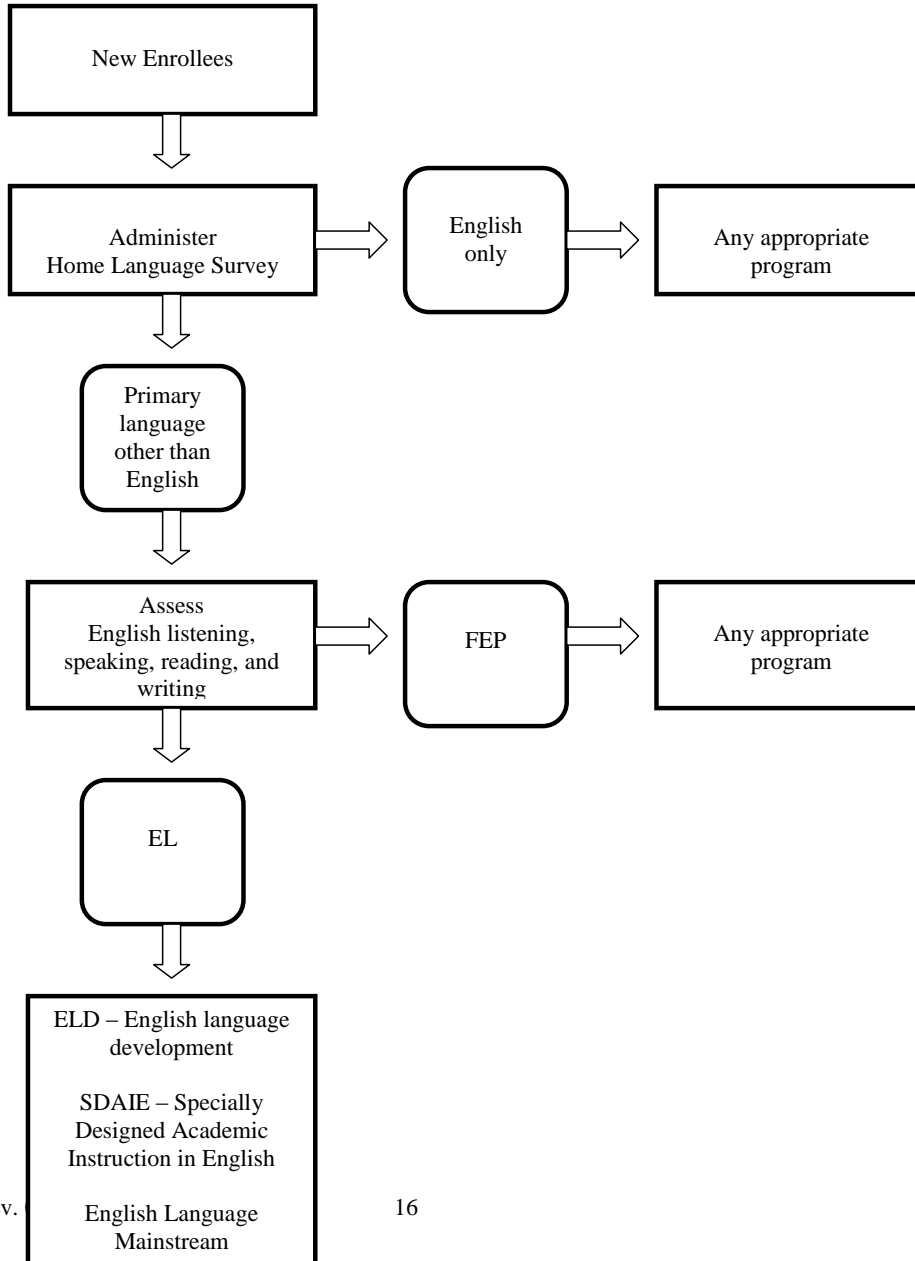 New Enrollees
Administer
Home Language Survey
English
only
Any appropriate
program
Primary
language
other than
English
Assess
English listening,
speaking, reading, and
writing
FEP
Any appropriate
program
EL
ELD – English language
development
SDAIE – Specially
Designed Academic
Instruction in English
English Language
Mainstream
16